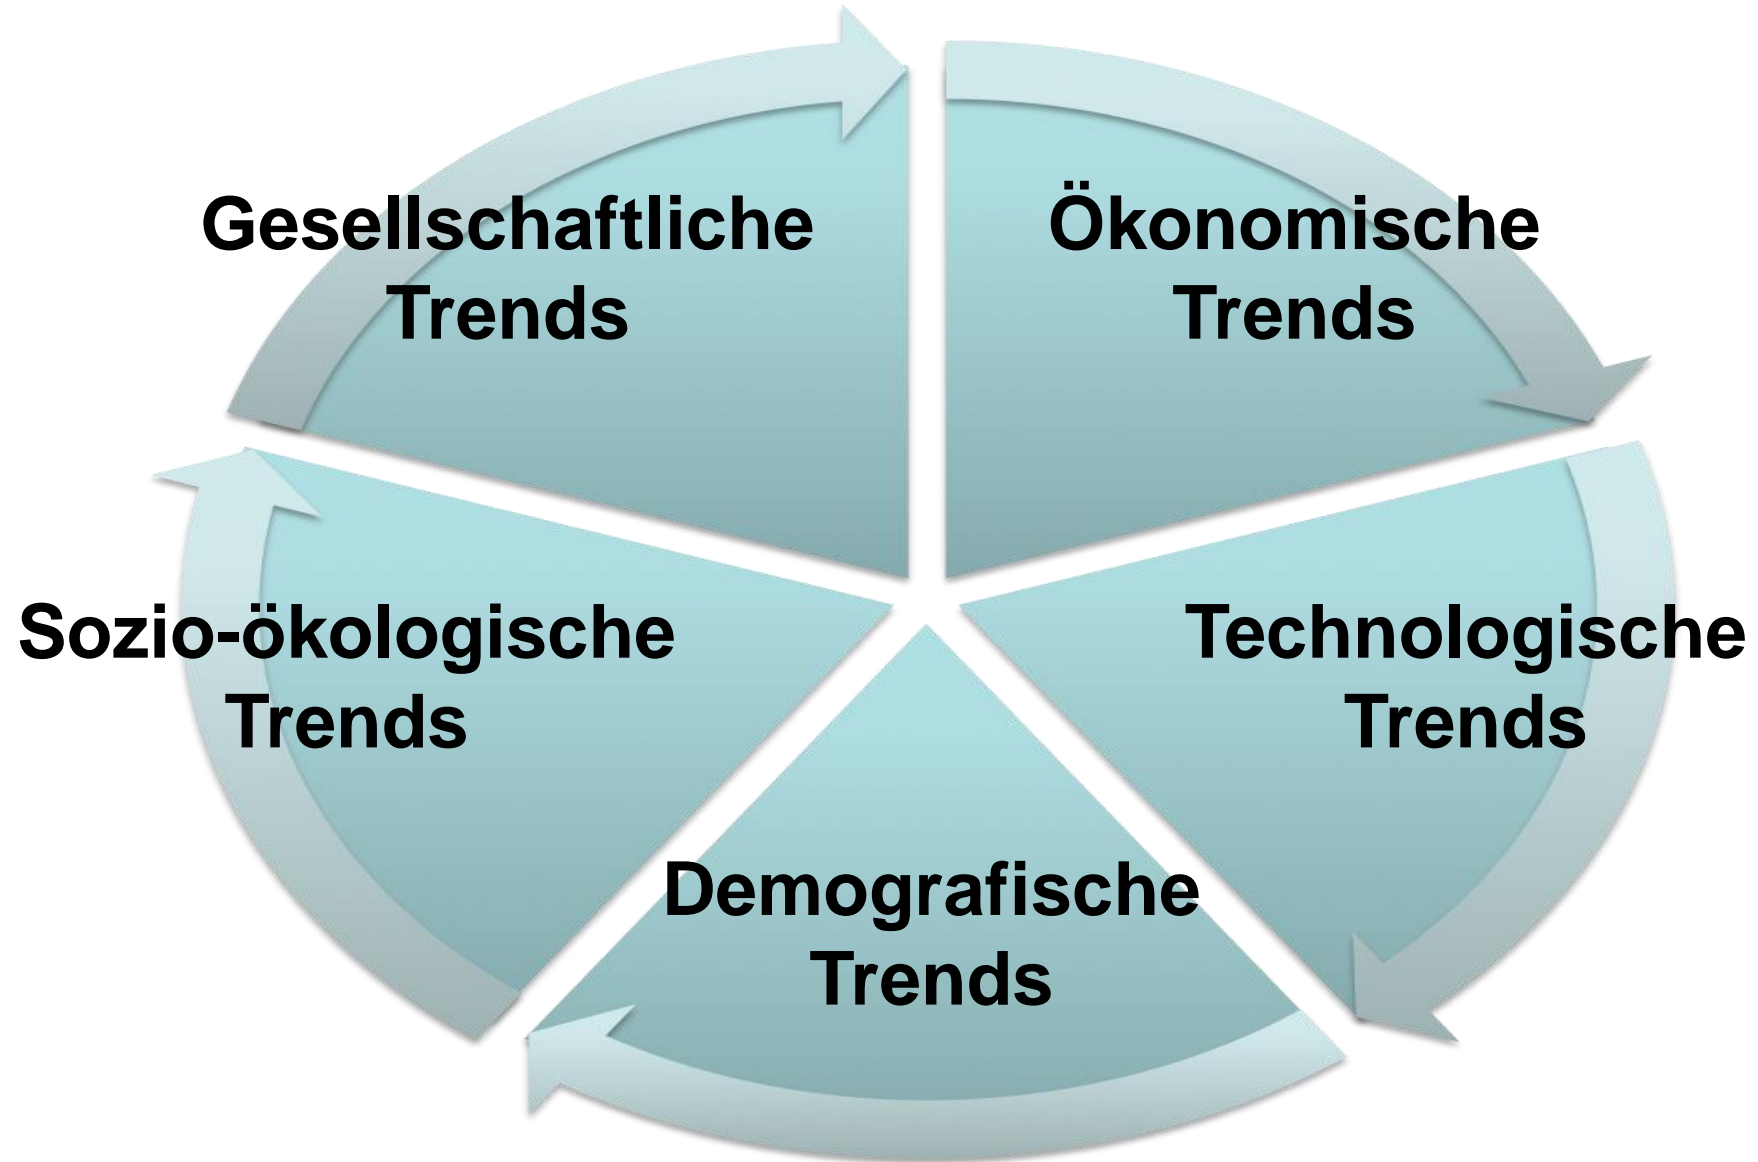 Gesellschaftliche
Trends
Ökonomische
Trends
Sozio-ökologische
Trends
Technologische
Trends
Demografische
Trends